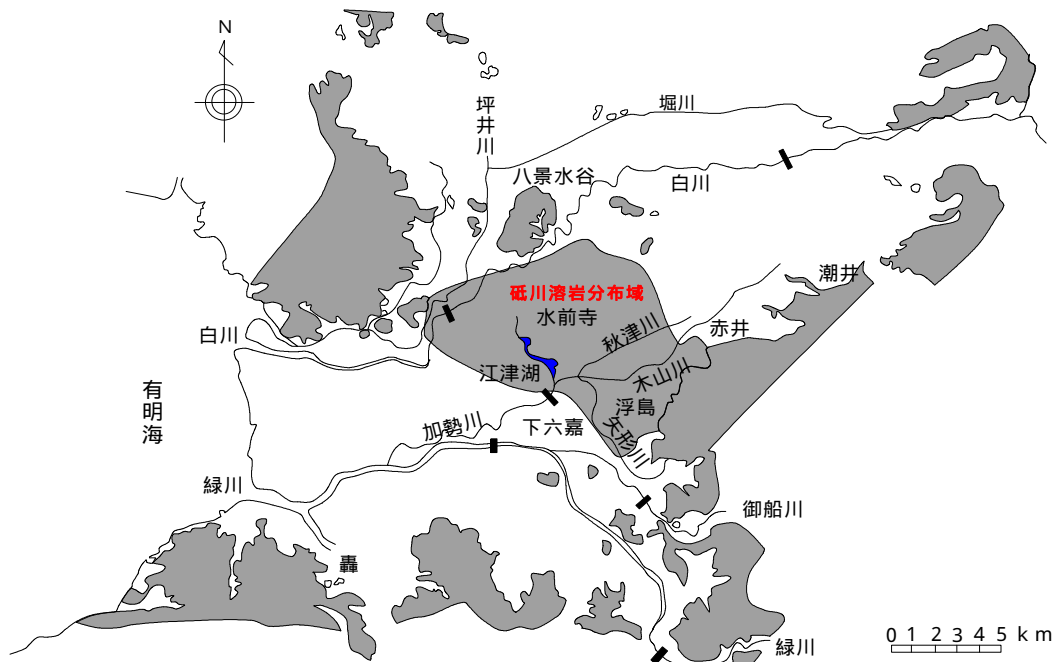 N
坪井川
堀川
八景水谷
白川
潮井
砥川溶岩分布域
水前寺
秋津川
赤井
白川
江津湖
木山川
有明海
浮島
加勢川
下六嘉
矢形川
緑川
御船川
轟
緑川
0 1 2 3 4 5 km